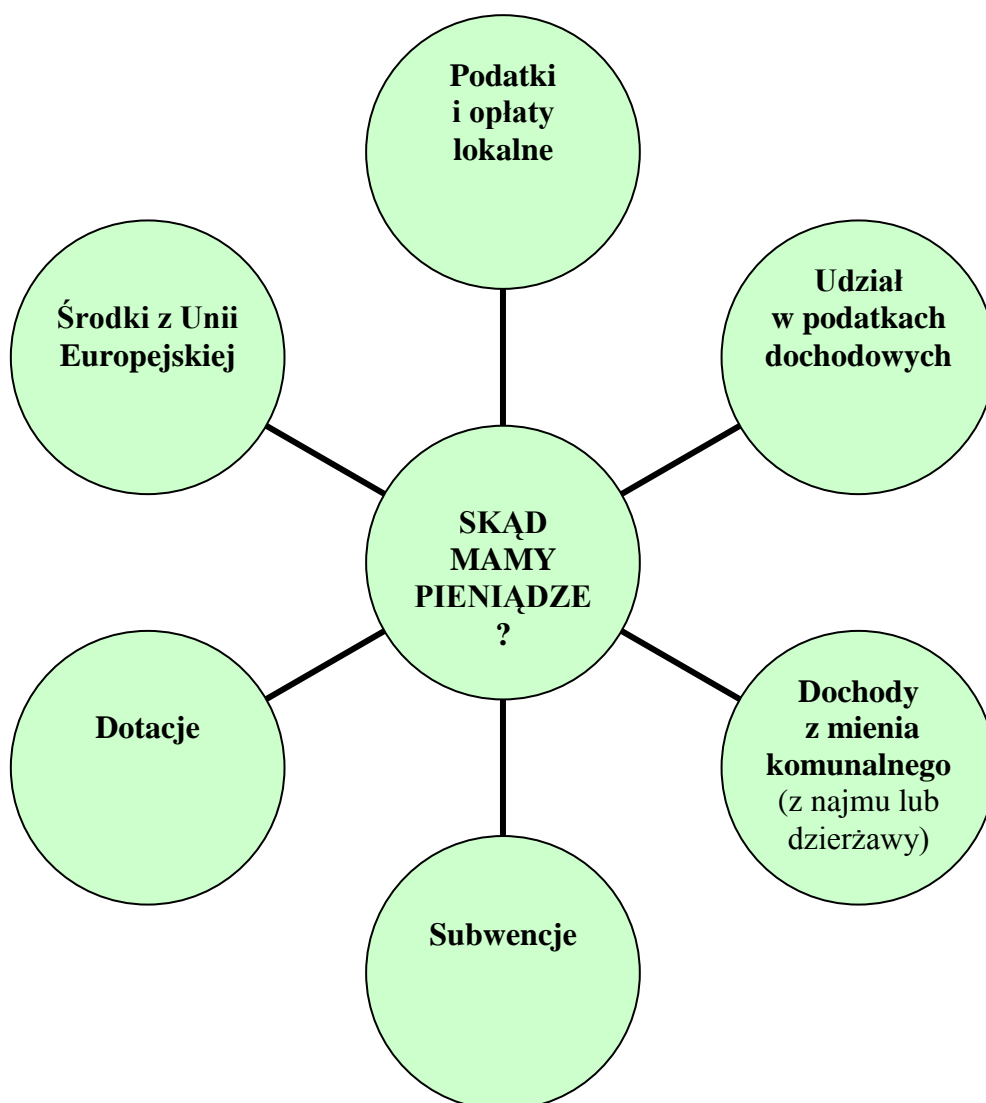 Podatki
i opłaty
lokalne
Udział
w podatkach
dochodowych
Środki z Unii
Europejskiej
SKĄD
MAMY
PIENIĄDZE
?
Dochody
z mienia
komunalnego
(z najmu lub
dzierżawy)
Dotacje
Subwencje